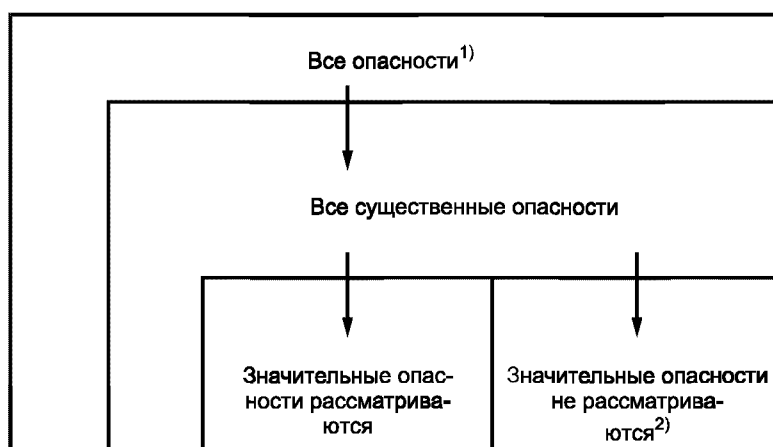 Все опасности1)
Все существенные опасности
Значительные опас-
ности рассматрива-
ются
Значительные опасности
не рассматрива-
ются2)